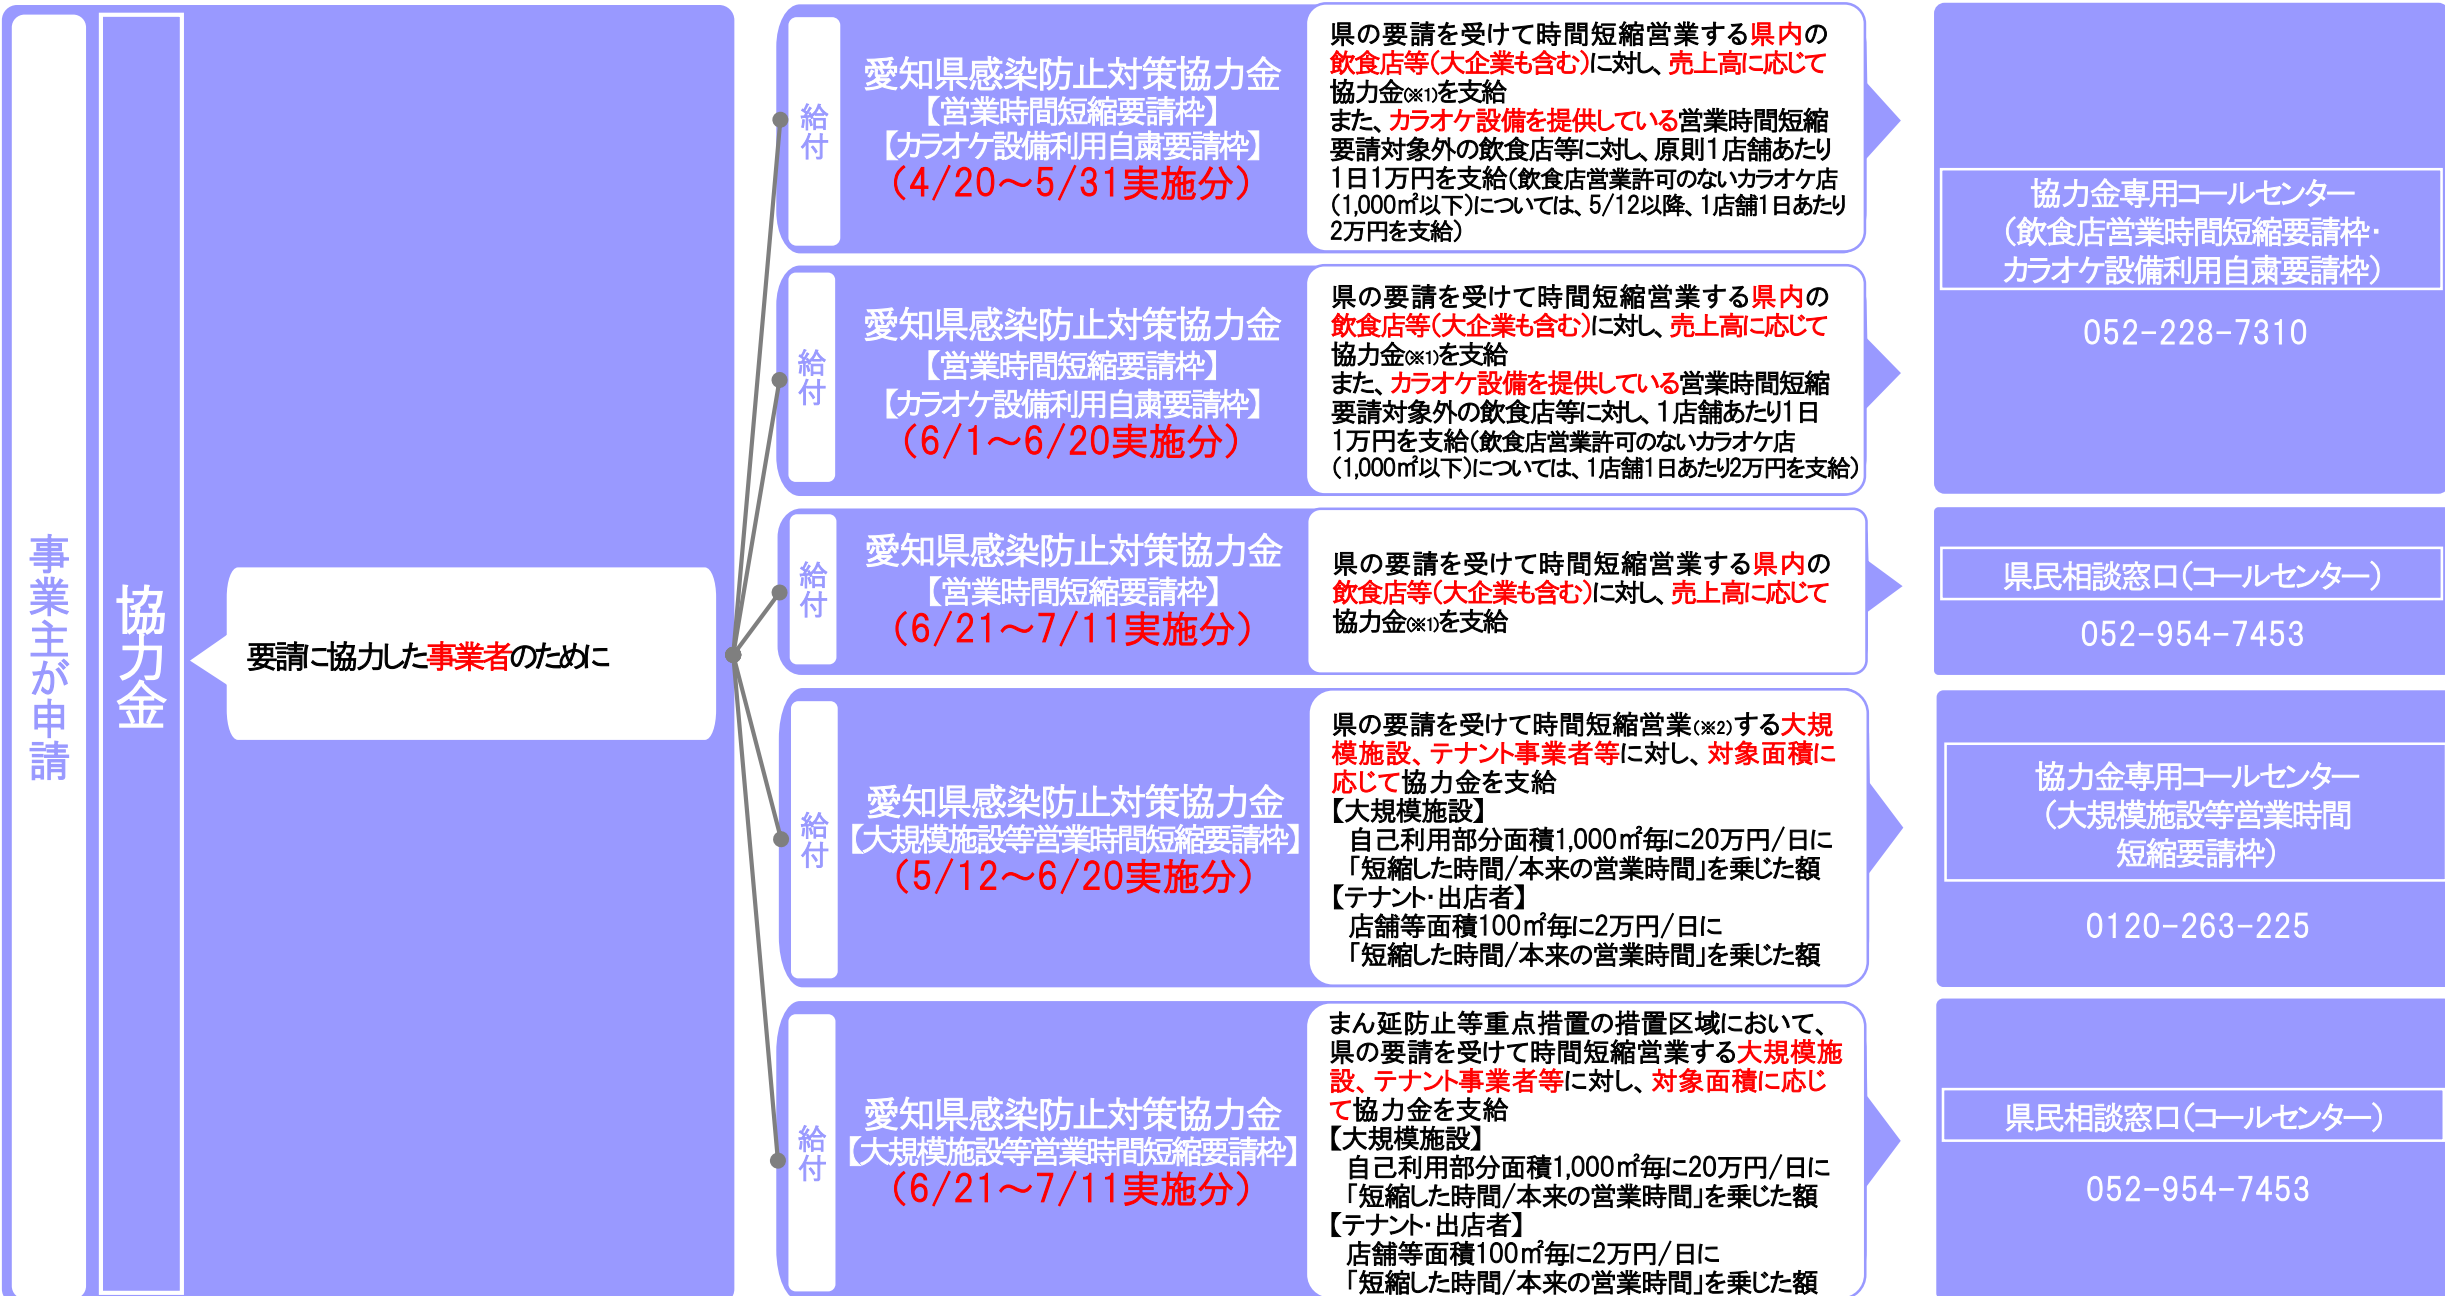 事業主が申請
協力金
要請に協力した事業者のために
給付
愛知県感染防止対策協力金
【営業時間短縮要請枠】
【カラオケ設備利用自粛要請枠】
（4/20～5/31実施分）
県の要請を受けて時間短縮営業する県内の
飲食店等（大企業も含む）に対し、売上高に応じて
協力金(※1)を支給
また、カラオケ設備を提供している営業時間短縮
要請対象外の飲食店等に対し、原則１店舗あたり
１日１万円を支給（飲食店営業許可のないカラオケ店
（1,000㎡以下）については、5/12以降、1店舗1日あたり
2万円を支給）
協力金専用コールセンター
（飲食店営業時間短縮要請枠・
カラオケ設備利用自粛要請枠）
052-228-7310
給付
愛知県感染防止対策協力金
【営業時間短縮要請枠】
【カラオケ設備利用自粛要請枠】
（6/1～6/20実施分）
県の要請を受けて時間短縮営業する県内の
飲食店等（大企業も含む）に対し、売上高に応じて
協力金(※1)を支給
また、カラオケ設備を提供している営業時間短縮
要請対象外の飲食店等に対し、１店舗あたり１日
１万円を支給（飲食店営業許可のないカラオケ店
（1,000㎡以下）については、1店舗1日あたり2万円を支給）
給付
愛知県感染防止対策協力金
【営業時間短縮要請枠】
（6/21～7/11実施分）
県の要請を受けて時間短縮営業する県内の
飲食店等（大企業も含む）に対し、売上高に応じて
協力金(※1)を支給
県民相談窓口（コールセンター）
052-954-7453
給付
愛知県感染防止対策協力金
【大規模施設等営業時間短縮要請枠】
（5/12～6/20実施分）
県の要請を受けて時間短縮営業(※2)する大規
模施設、テナント事業者等に対し、対象面積に
応じて協力金を支給
【大規模施設】
自己利用部分面積1,000㎡毎に20万円/日に
「短縮した時間/本来の営業時間」を乗じた額
【テナント・出店者】
店舗等面積100㎡毎に2万円/日に
「短縮した時間/本来の営業時間」を乗じた額
協力金専用コールセンター
（大規模施設等営業時間
短縮要請枠）
0120-263-225
給付
愛知県感染防止対策協力金
【大規模施設等営業時間短縮要請枠】
（6/21～7/11実施分）
まん延防止等重点措置の措置区域において、
県の要請を受けて時間短縮営業する大規模施
設、テナント事業者等に対し、対象面積に応じ
て協力金を支給
【大規模施設】
自己利用部分面積1,000㎡毎に20万円/日に
「短縮した時間/本来の営業時間」を乗じた額
【テナント・出店者】
店舗等面積100㎡毎に2万円/日に
「短縮した時間/本来の営業時間」を乗じた額
県民相談窓口（コールセンター）
052-954-7453